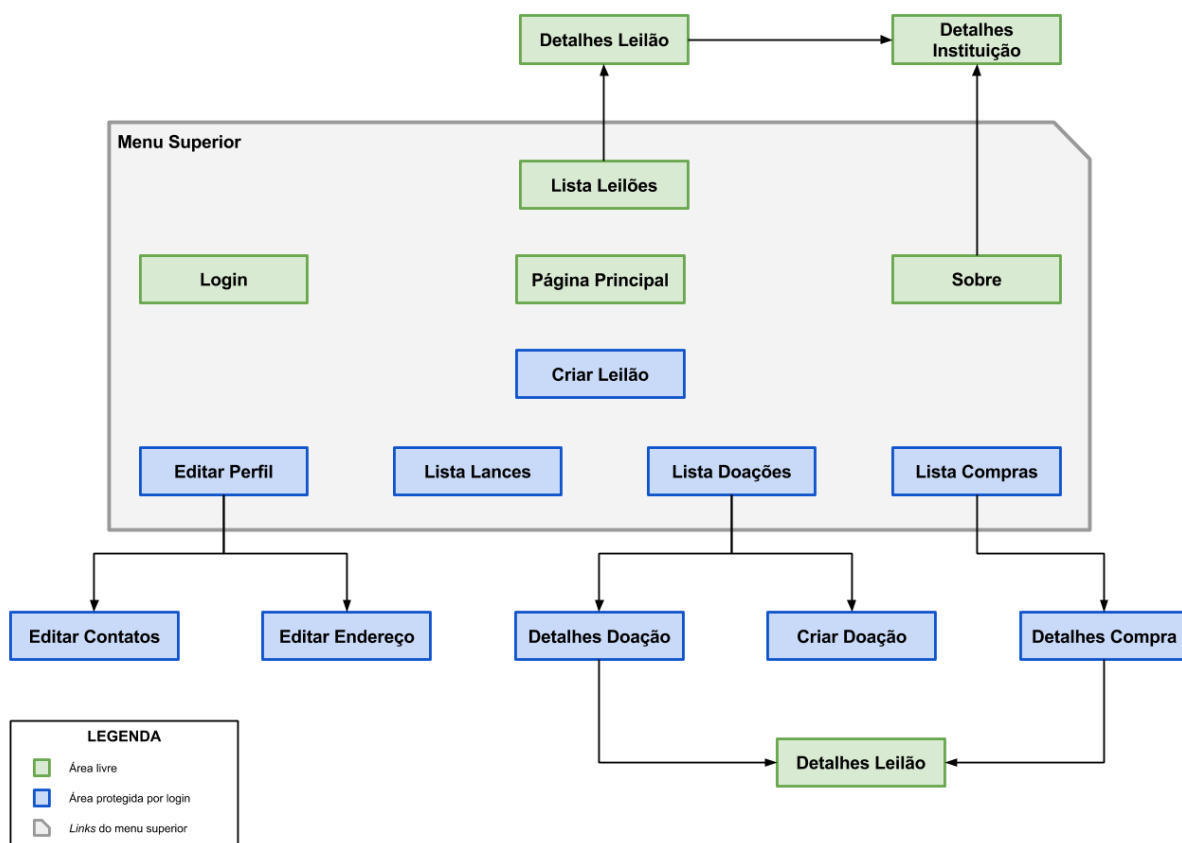 Detalhes Leilão
Detalhes
Instituição
Menu Superior
Lista Leilões
Login
Página Principal
Sobre
Criar Leilão
Editar Perfil
Lista Lances
Lista Doações
Lista Compras
Editar Contatos
Editar Endereço
Detalhes Doação
Criar Doação
Detalhes Compra
Detalhes Leilão
LEGENDA
Área livre
Área protegida por login
Links do menu superior